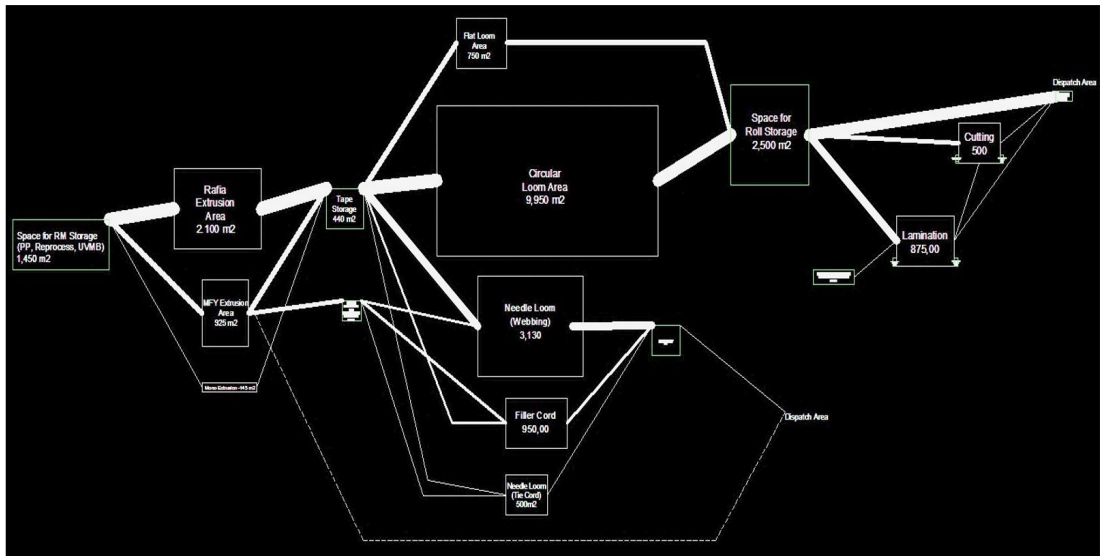 Flat Loom
Area
750 m2
Dispatch Area
Space for
Roll Storage
2,500 m2
Cutting
500
Circular
Loom Area
9,950 m2
Rafia
Extrusion
Area
2.100 m2
Tape
Storage
440 m2
Space for RM Storage
(PP, Reprocess, UVMB)
1,450 m2
Lamination
875,00
MFY Extrusion
Area
925 m2
Needle Loom
(Webbing)
3,130
Mono Extrusion
Filler Cord
950,00
Dispatch Area
Needle Loom
(Tie Cord)
500m2